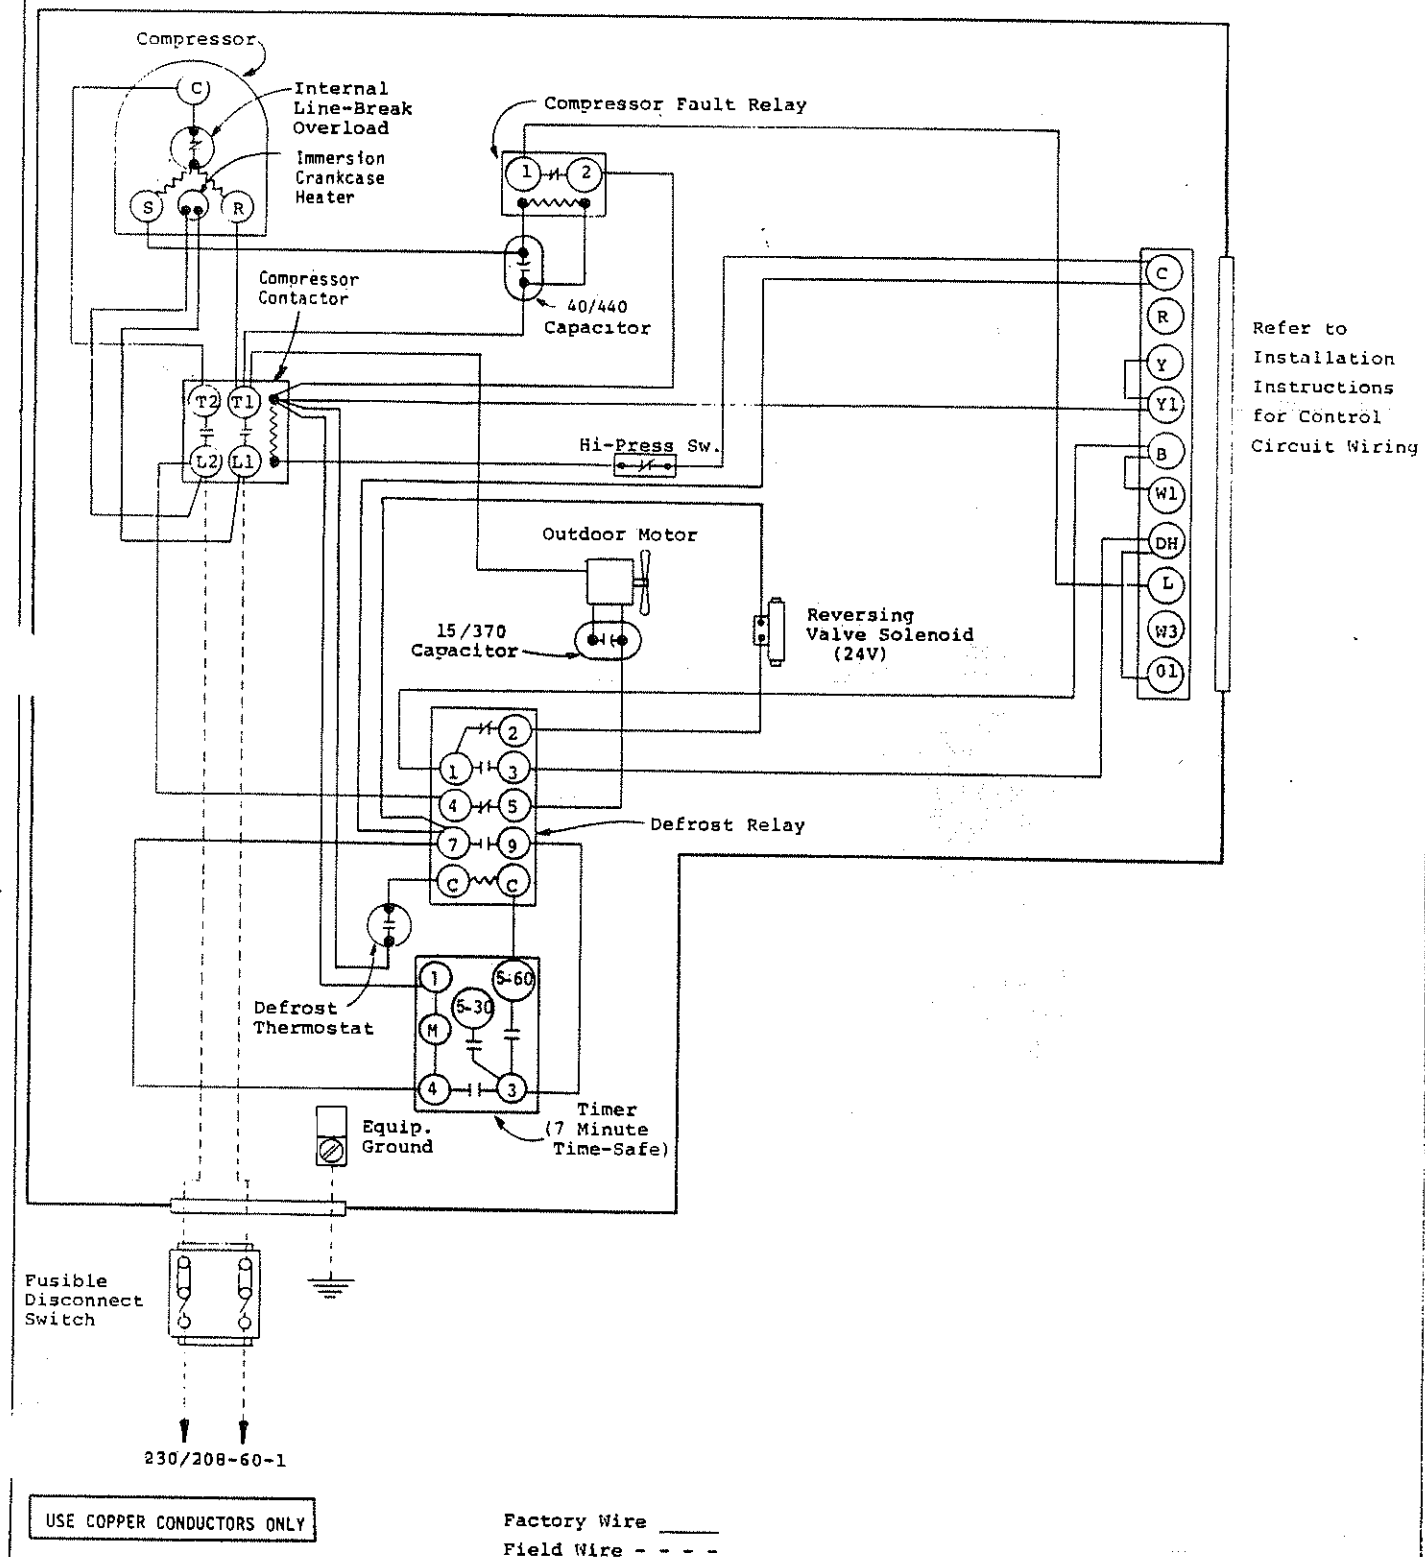 Compressor
C
Internal
Line-Break
Overload
Immersion
Crankcase
Heater
S
R
Compressor Fault Relay
1
2
Compressor
Contactor
40/440
Capacitor
T2
T1
L2
L1
Hi-Press Sw.
C
R
Y
Y1
B
W1
DH
L
W3
O1
Refer to
Installation
Instructions
for Control
Circuit Wiring
Outdoor Motor
15/370
Capacitor
Reversing
Valve Solenoid
(24V)
2
1
3
4
5
7
9
C
C
Defrost Relay
Defrost
Thermostat
1
5-60
5-30
M
4
3
Timer
(7 Minute
Time-Safe)
Equip.
Ground
Fusible
Disconnect
Switch
230/208-60-1
USE COPPER CONDUCTORS ONLY
Factory Wire ____
Field Wire - - - -